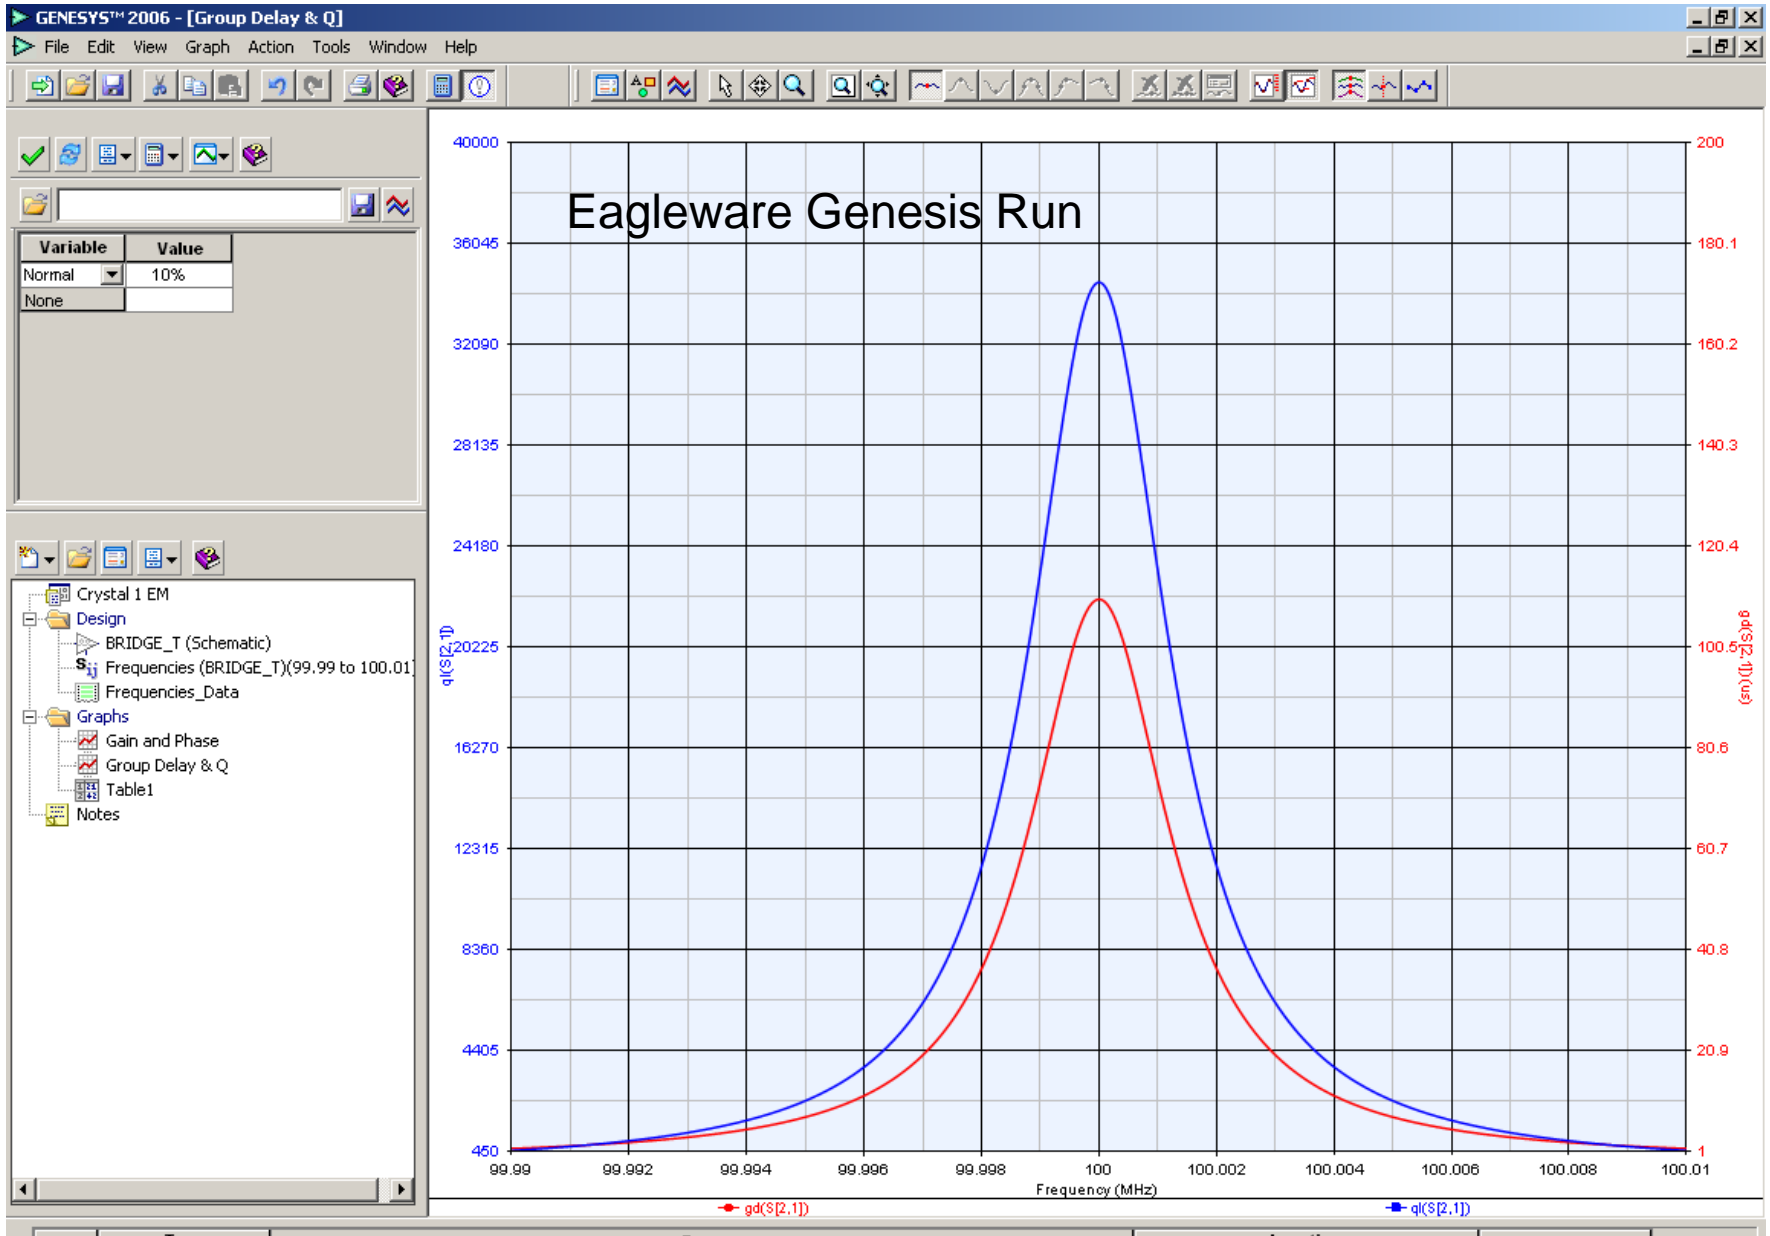 GENESYS™ 2006 - [Group Delay & Q]
File Edit View Graph Action Tools Window Help
Variable Value
Normal 10%
None
Crystal 1 EM
Design
BRIDGE_T (Schematic)
Sij Frequencies (BRIDGE_T)(99.99 to 100.01
Frequencies_Data
Graphs
Gain and Phase
Group Delay & Q
Table1
Notes
Eagleware Genesis Run
40000
36045
32090
28135
24180
20225
16270
12315
8360
4405
450
ql(S[2,1])
200
180.1
160.2
140.3
120.4
100.5
80.6
60.7
40.8
20.9
1
gd(S[2,1])(us)
99.99 99.992 99.994 99.996 99.998 100 100.002 100.004 100.006 100.008 100.01
Frequency (MHz)
gd(S[2,1]) ql(S[2,1])